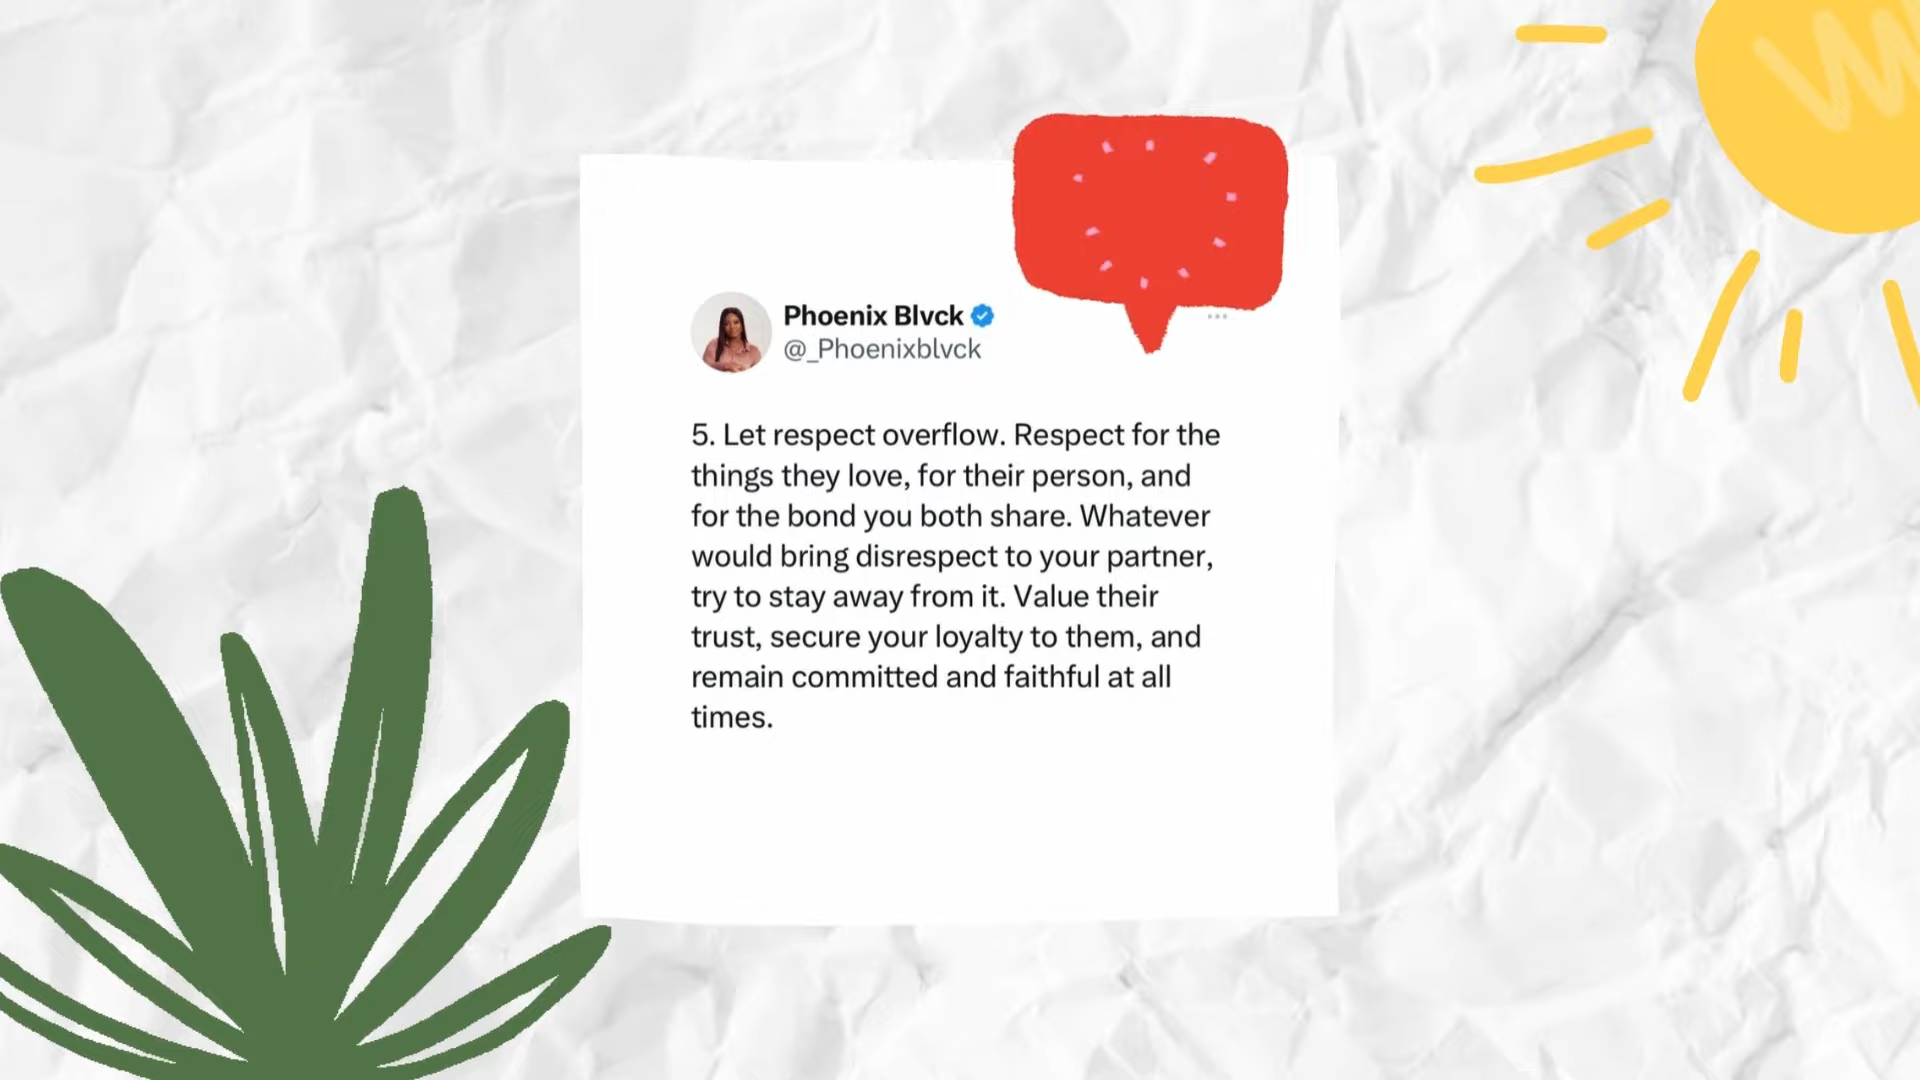 Phoenix Blvck
@_Phoenixblvck
5. Let respect overflow. Respect for the
things they love, for their person, and
for the bond you both share. Whatever
would bring disrespect to your partner,
try to stay away from it. Value their
trust, secure your loyalty to them, and
remain committed and faithful at all
times.